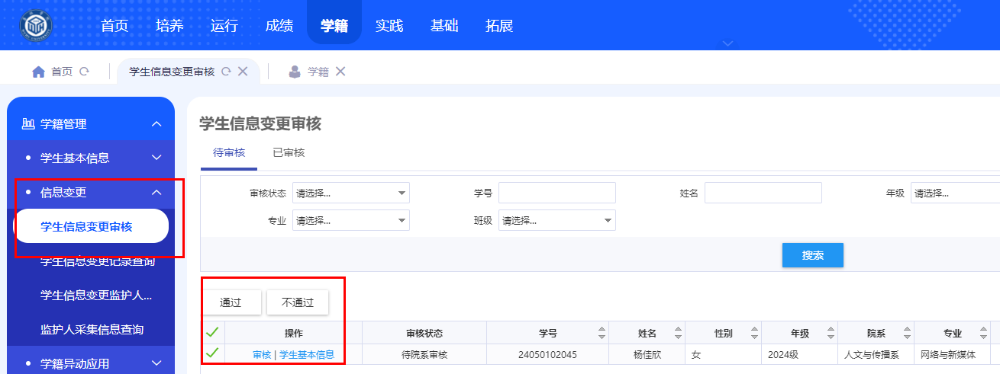 首页 培养 运行 成绩 学籍 实践 基础 拓展
首页 学生信息变更审核 学籍
学籍管理
学生基本信息
信息变更
学生信息变更审核
学生信息变更记录查询
学生信息变更监护人...
监护人采集信息查询
学籍异动应用
学生信息变更审核
待审核 已审核
审核状态 请选择... 学号 姓名 年级 请选择...
专业 请选择... 班级 请选择...
搜索
通过 不通过
操作 审核状态 学号 姓名 性别 年级 院系 专业
审核 | 学生基本信息 待院系审核 24050102045 杨佳欣 女 2024级 人文与传播系 网络与新媒体